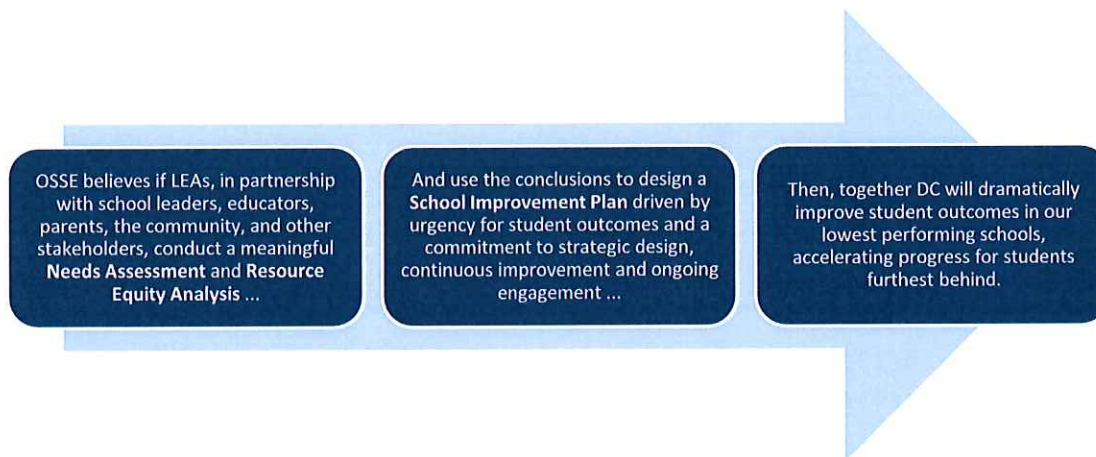 OSSE believes if LEAs, in partnership
with school leaders, educators,
parents, the community, and other
stakeholders, conduct a meaningful
Needs Assessment and Resource
Equity Analysis ...
And use the conclusions to design a
School Improvement Plan driven by
urgency for student outcomes and a
commitment to strategic design,
continuous improvement and ongoing
engagement ...
Then, together DC will dramatically
improve student outcomes in our
lowest performing schools,
accelerating progress for students
furthest behind.